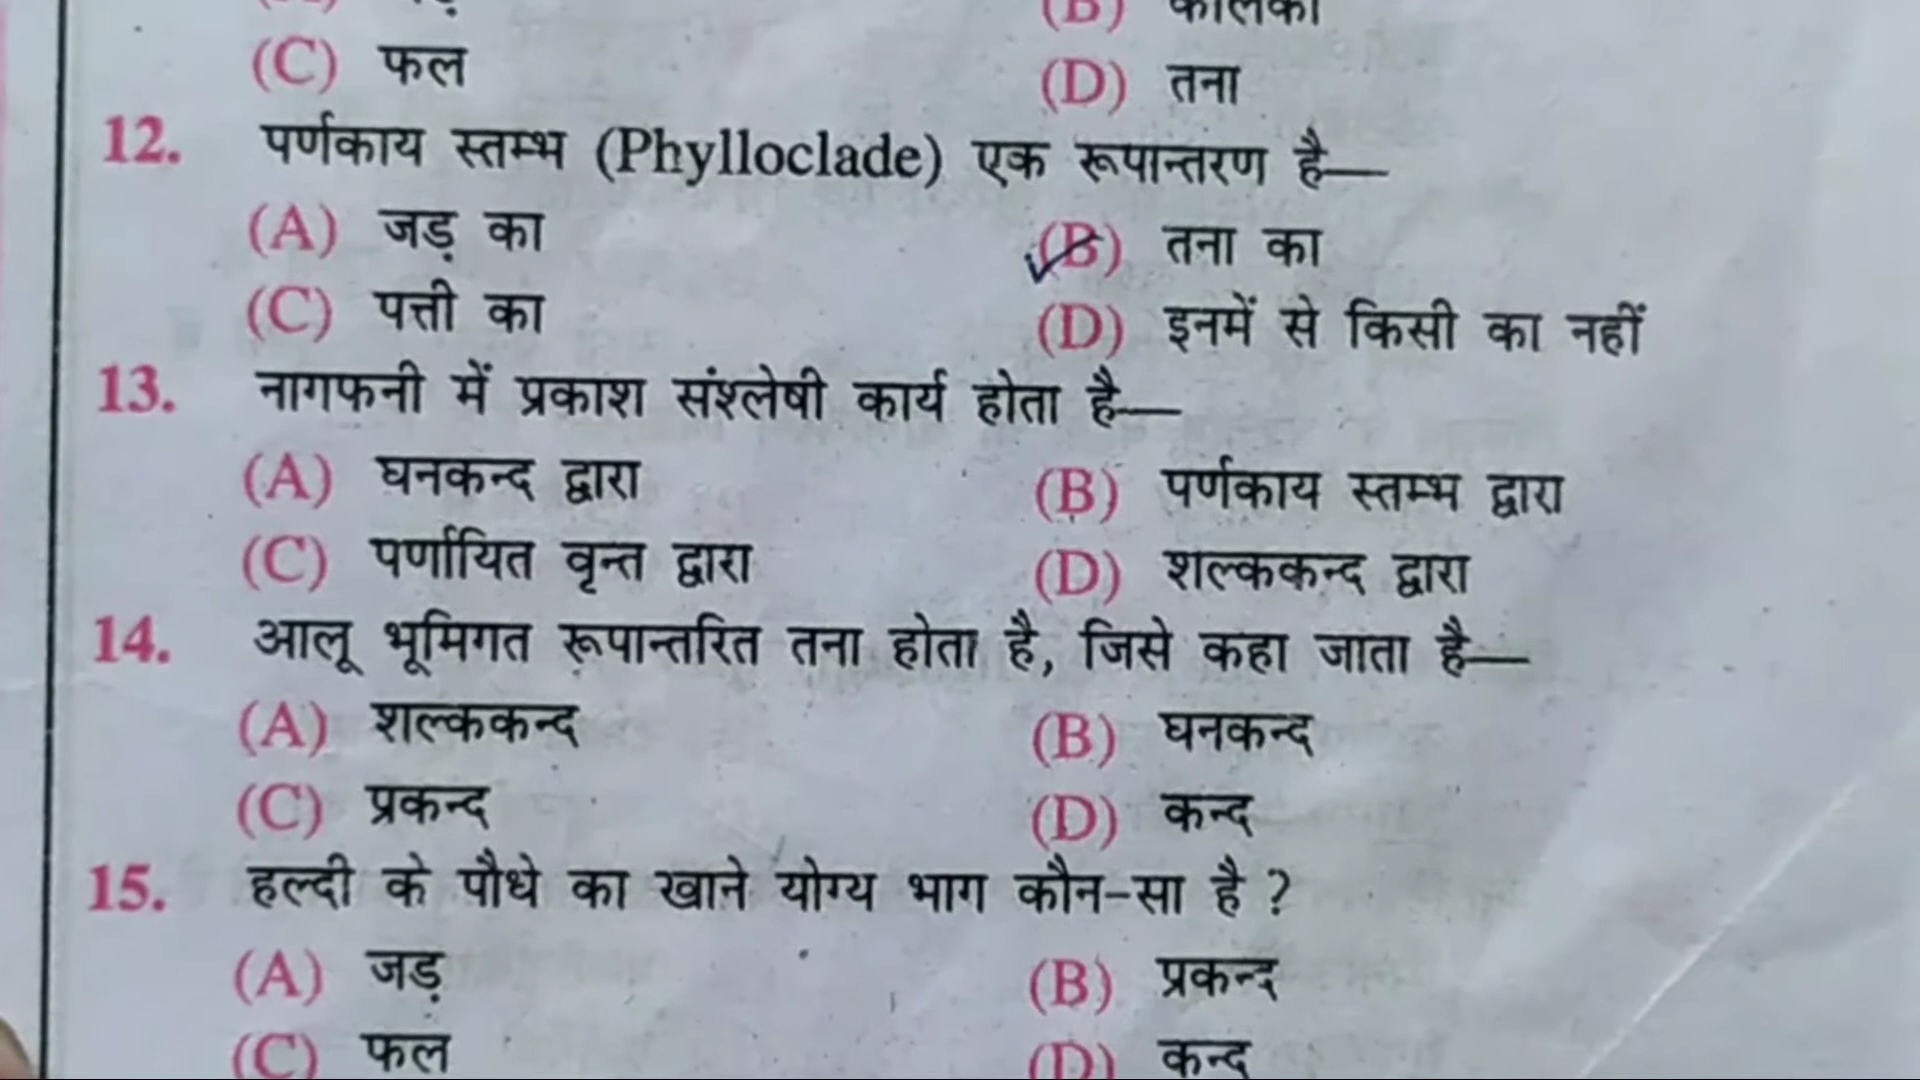 (B) कलिका
(C) फल (D) तना
12. पर्णकाय स्तम्भ (Phylloclade) एक रूपान्तरण है—
(A) जड़ का (B) तना का
(C) पत्ती का (D) इनमें से किसी का नहीं
13. नागफनी में प्रकाश संश्लेषी कार्य होता है—
(A) घनकन्द द्वारा (B) पर्णकाय स्तम्भ द्वारा
(C) पर्णायित वृन्त द्वारा (D) शल्ककन्द द्वारा
14. आलू भूमिगत रूपान्तरित तना होता है, जिसे कहा जाता है—
(A) शल्ककन्द (B) घनकन्द
(C) प्रकन्द (D) कन्द
15. हल्दी के पौधे का खाने योग्य भाग कौन-सा है ?
(A) जड़ (B) प्रकन्द
(C) फल (D) कन्द